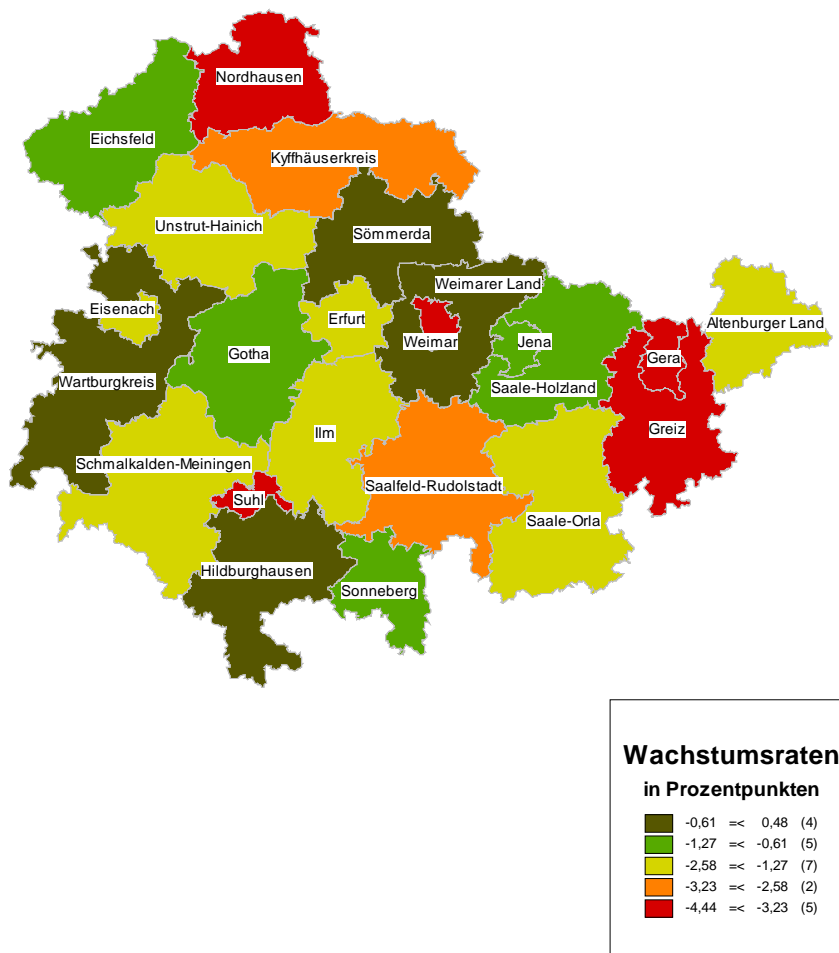 Nordhausen
Eichsfeld
Kyffhäuserkreis
Unstrut-Hainich
Sömmerda
Weimarer Land
Eisenach
Erfurt
Altenburger Land
Weimar
Jena
Gotha
Gera
Wartburgkreis
Saale-Holzland
Ilm
Greiz
Schmalkalden-Meiningen
Suhl
Saalfeld-Rudolstadt
Saale-Orla
Hildburghausen
Sonneberg
Wachstumsraten
in Prozentpunkten
-0,61 =< 0,48 (4)
-1,27 =< -0,61 (5)
-2,58 =< -1,27 (7)
-3,23 =< -2,58 (2)
-4,44 =< -3,23 (5)